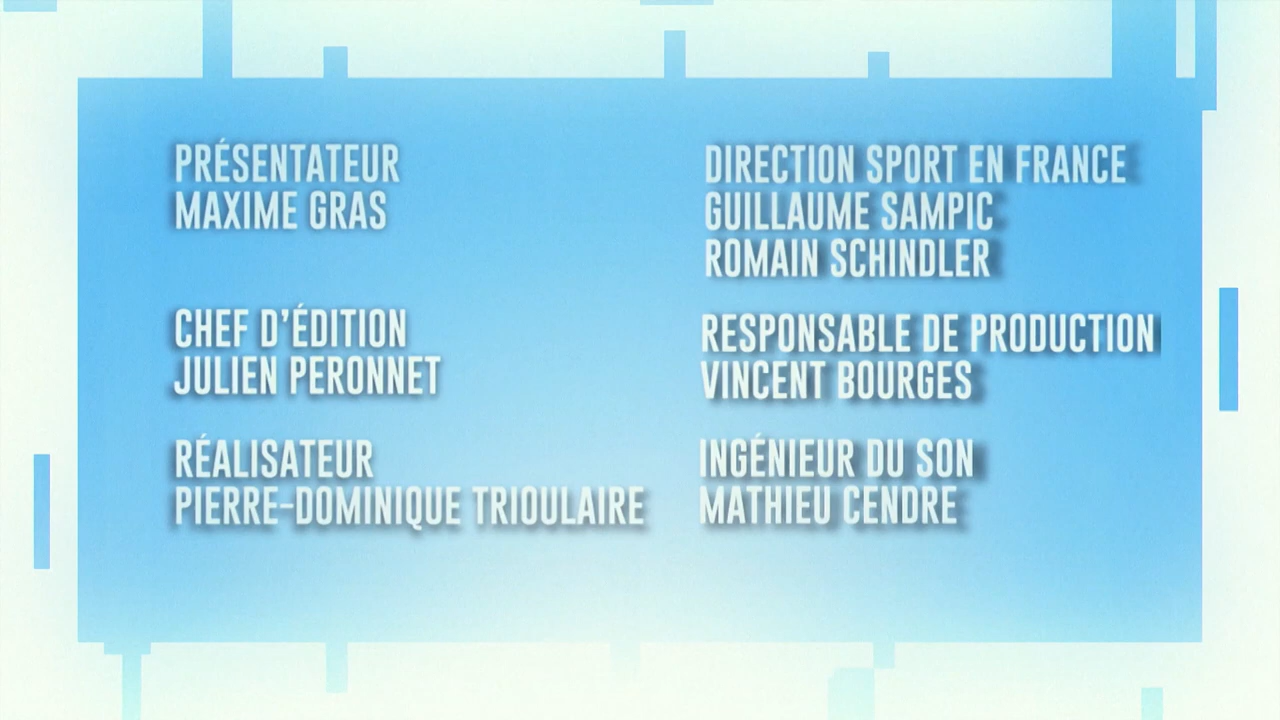 PRÉSENTATEUR
MAXIME GRAS
CHEF D'ÉDITION
JULIEN PERONNET
RÉALISATEUR
PIERRE-DOMINIQUE TRIOULAIRE
DIRECTION SPORT EN FRANCE
GUILLAUME SAMPIC
ROMAIN SCHINDLER
RESPONSABLE DE PRODUCTION
VINCENT BOURGES
INGÉNIEUR DU SON
MATHIEU CENDRE